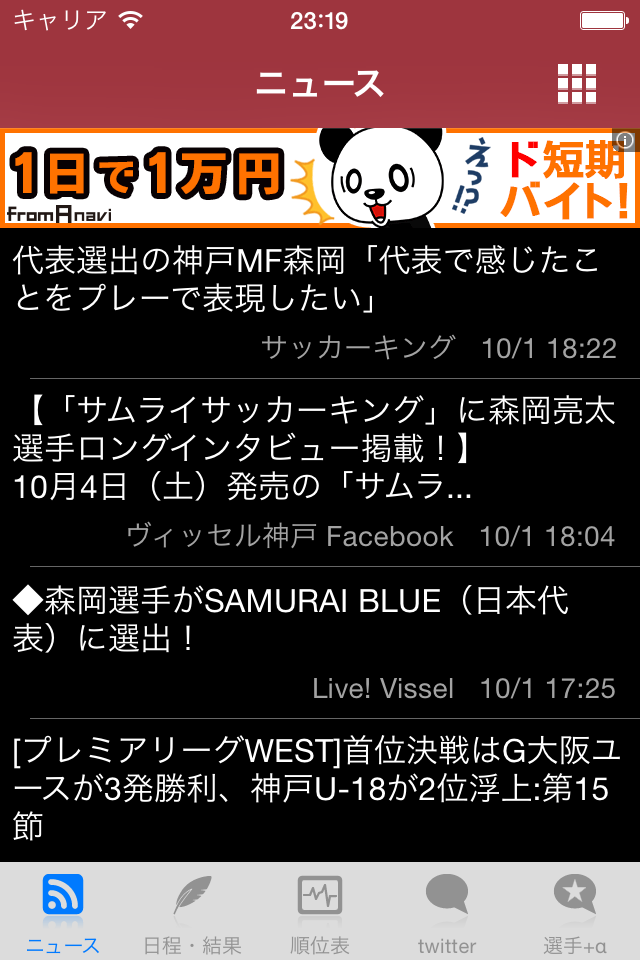 キャリア 23:19
ニュース
1日で1万円
fromAnavi
えっ!?
ド短期
バイト!
代表選出の神戸MF森岡「代表で感じたこ
とをプレーで表現したい」
サッカーキング 10/1 18:22
【「サムライサッカーキング」に森岡亮太
選手ロングインタビュー掲載！】
10月4日（土）発売の「サムラ...
ヴィッセル神戸 Facebook 10/1 18:04
◆森岡選手がSAMURAI BLUE（日本代
表）に選出！
Live! Vissel 10/1 17:25
[プレミアリーグWEST]首位決戦はG大阪ユ
ースが3発勝利、神戸U-18が2位浮上:第15
節
ニュース 日程・結果 順位表 twitter 選手+α